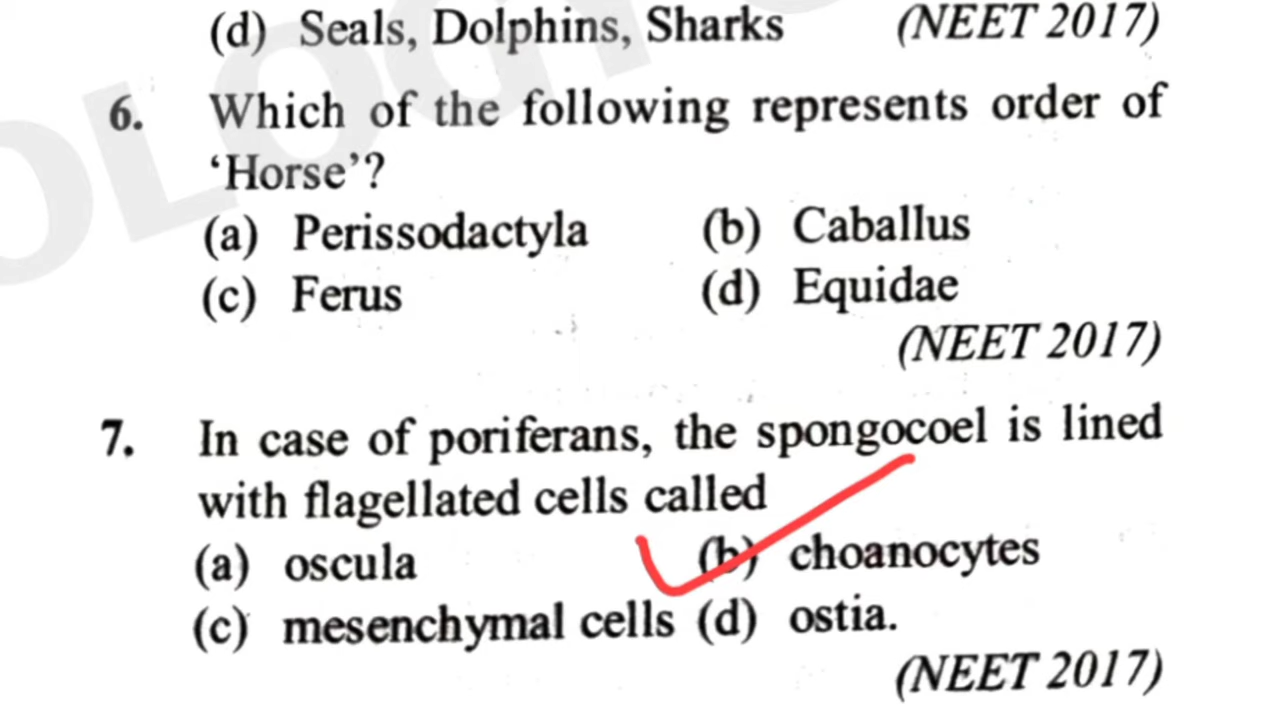 (d) Seals, Dolphins, Sharks (NEET 2017)
6. Which of the following represents order of
‘Horse’?
(a) Perissodactyla (b) Caballus
(c) Ferus (d) Equidae
(NEET 2017)
7. In case of poriferans, the spongocoel is lined
with flagellated cells called
(a) oscula (b) choanocytes
(c) mesenchymal cells (d) ostia.
(NEET 2017)